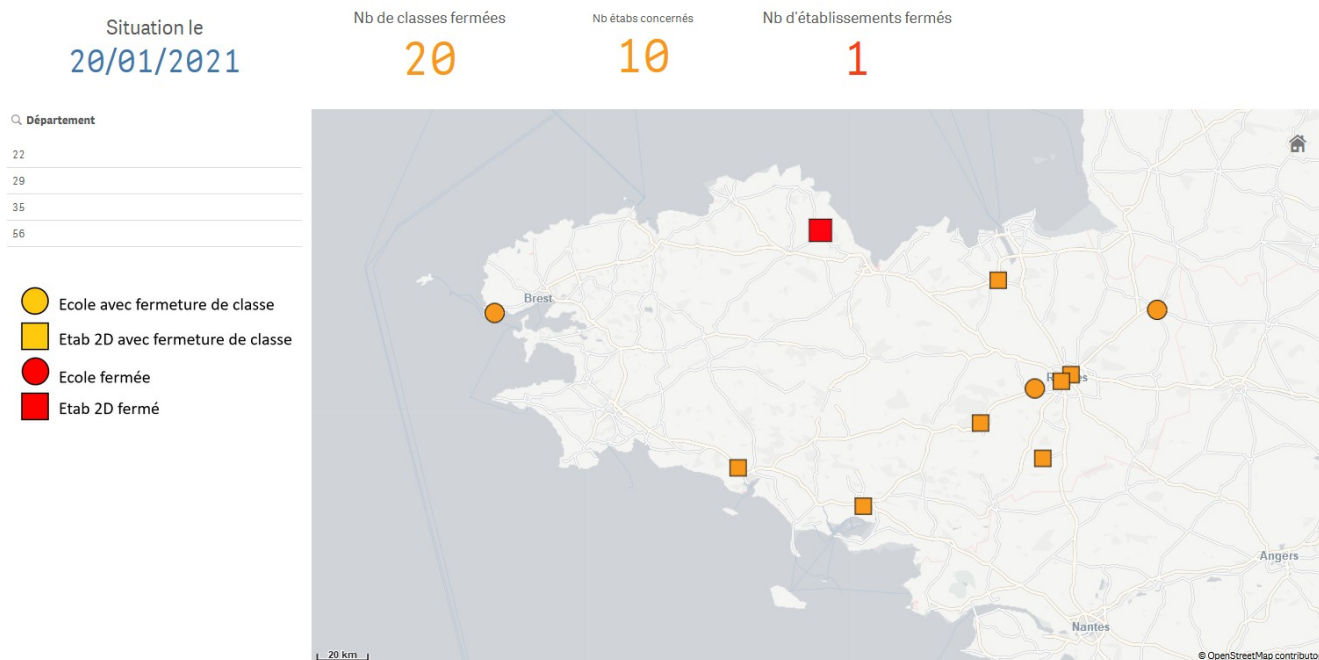 Situation le
20/01/2021
Nb de classes fermées
20
Nb étabs concernés
10
Nb d'établissements fermés
1
Département
22
29
35
56
Ecole avec fermeture de classe
Etab 2D avec fermeture de classe
Ecole fermée
Etab 2D fermé
Brest
Angers
Nantes
20 km
© OpenStreetMap contributo